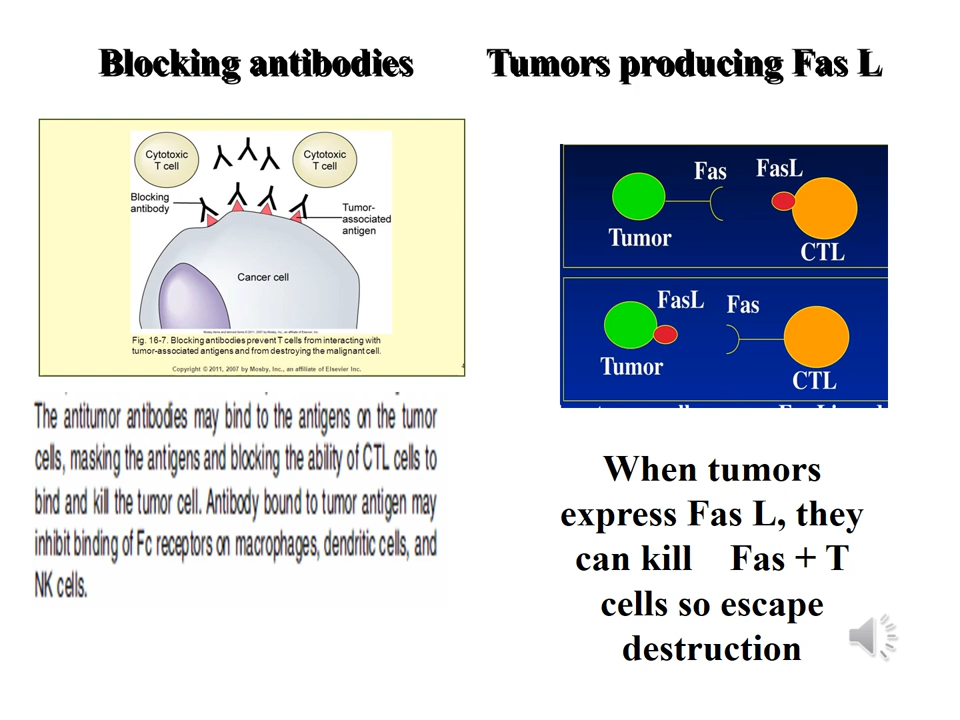 Blocking antibodies
Tumors producing Fas L
Cytotoxic
T cell
Cytotoxic
T cell
Blocking
antibody
Tumor-
associated
antigen
Cancer cell
Fig. 16-7. Blocking antibodies prevent T cells from interacting with
tumor-associated antigens and from destroying the malignant cell.
Copyright © 2011, 2007 by Mosby, Inc., an affiliate of Elsevier Inc.
4
The antitumor antibodies may bind to the antigens on the tumor
cells, masking the antigens and blocking the ability of CTL cells to
bind and kill the tumor cell. Antibody bound to tumor antigen may
inhibit binding of Fc receptors on macrophages, dendritic cells, and
NK cells.
Fas
FasL
Tumor
CTL
FasL
Fas
Tumor
CTL
When tumors
express Fas L, they
can kill Fas + T
cells so escape
destruction